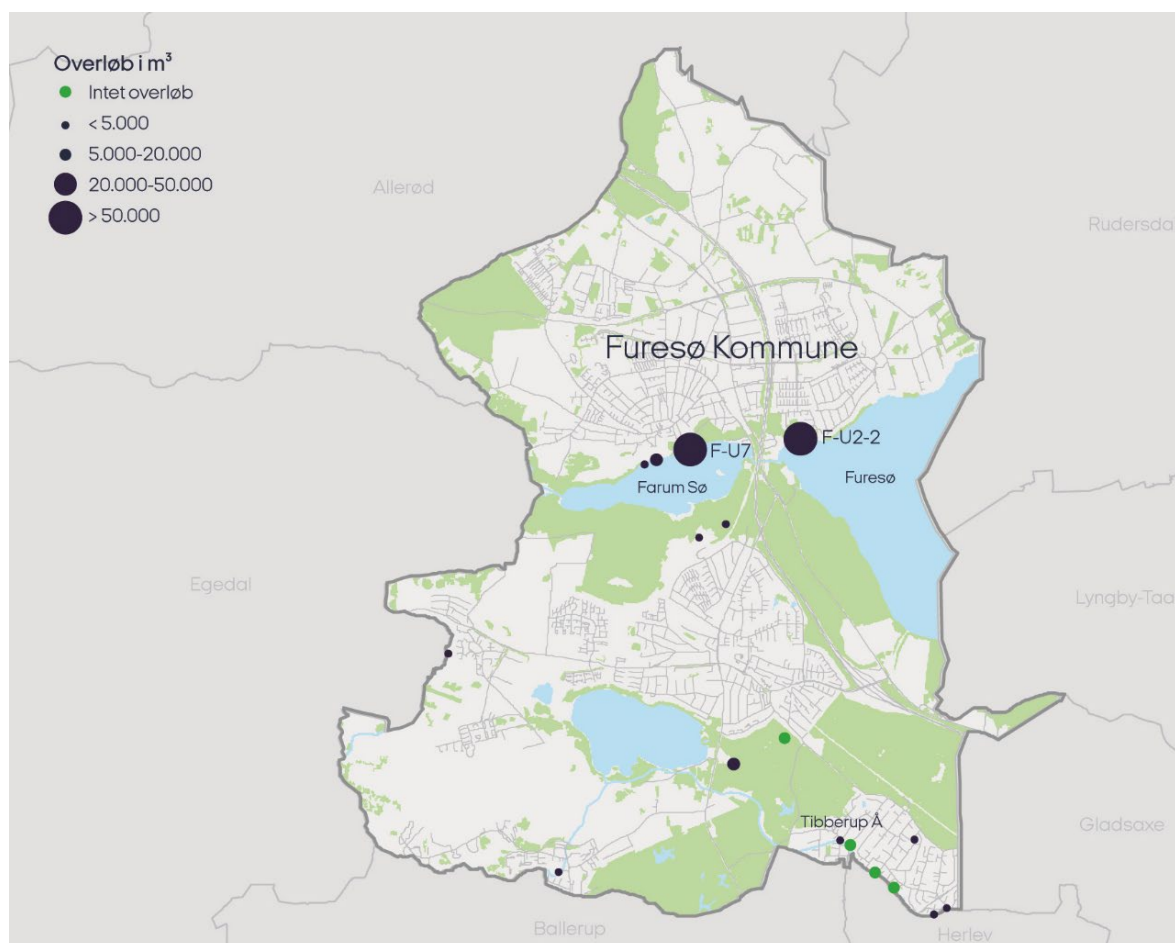 Overløb i m³
Intet overløb
< 5.000
5.000-20.000
20.000-50.000
> 50.000
Allerød
Rudersda
Furesø Kommune
F-U7
F-U2-2
Farum Sø
Furesø
Egedal
Lyngby-Taa
Tibberup Å
Gladsaxe
Ballerup
Herlev